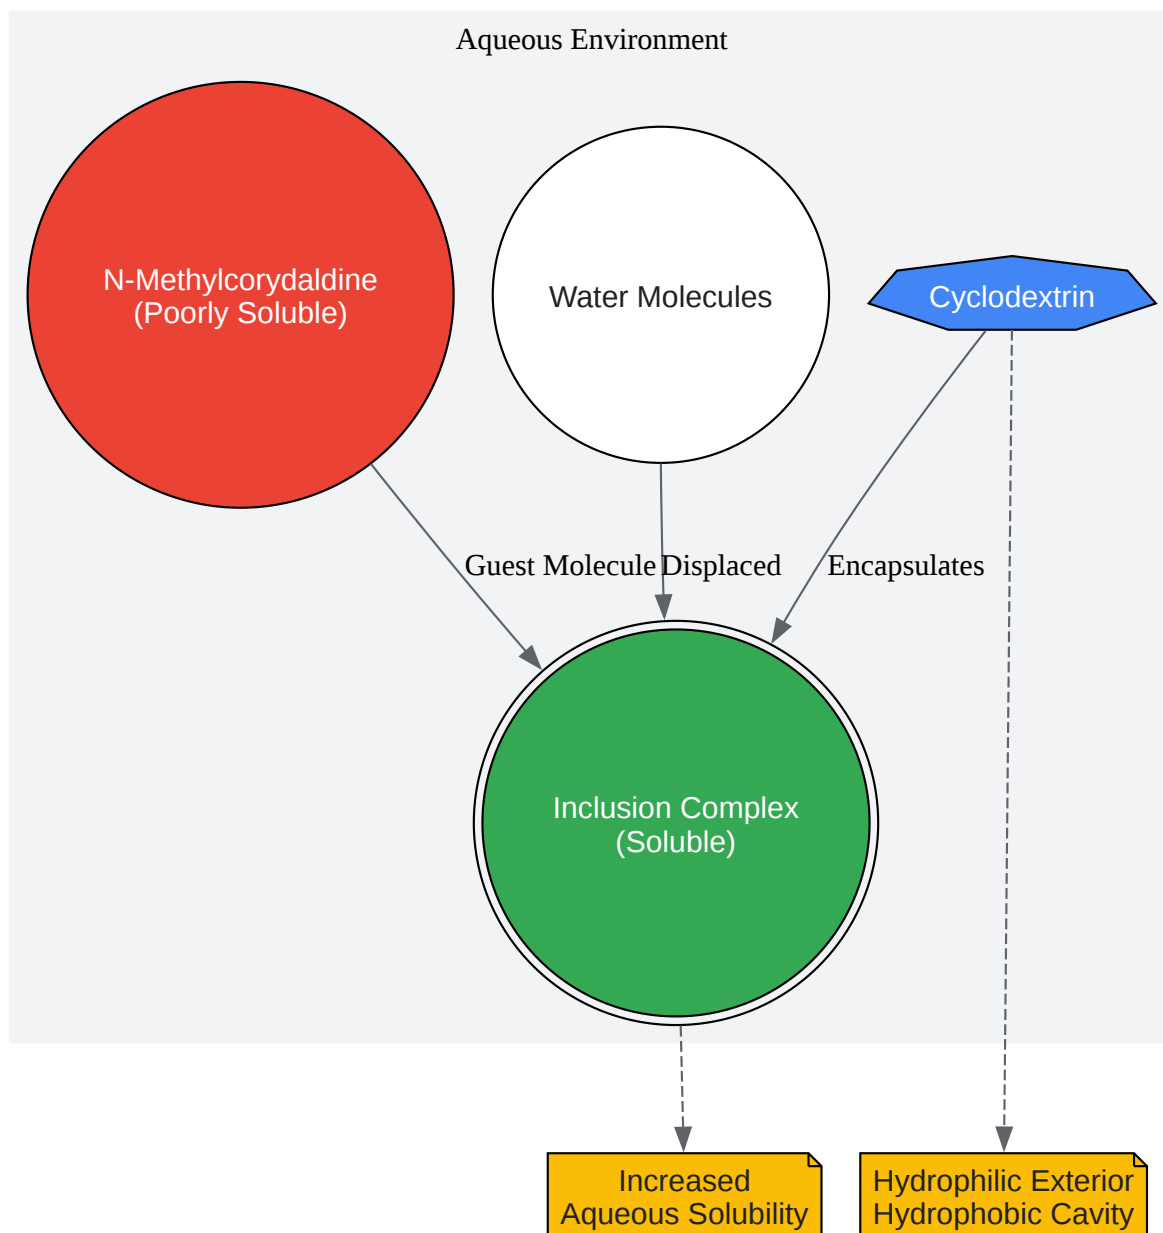 Aqueous Environment
N-Methylcorydaldine
(Poorly Soluble)
Water Molecules
Cyclodextrin
Guest Molecule
Displaced
Encapsulates
Inclusion Complex
(Soluble)
Increased
Aqueous Solubility
Hydrophilic Exterior
Hydrophobic Cavity